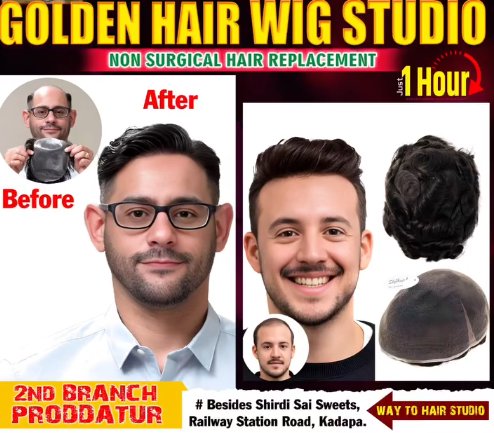 GOLDEN HAIR WIG STUDIO
NON SURGICAL HAIR REPLACEMENT
Just 1 Hour
After
Before
2ND BRANCH
PRODDATUR
# Besides Shirdi Sai Sweets,
Railway Station Road, Kadapa.
WAY TO HAIR STUDIO